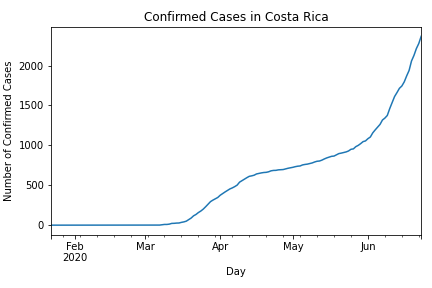 Confirmed Cases in Costa Rica
Number of Confirmed Cases
2000
1500
1000
500
0
Feb
2020
Mar
Apr
May
Jun
Day